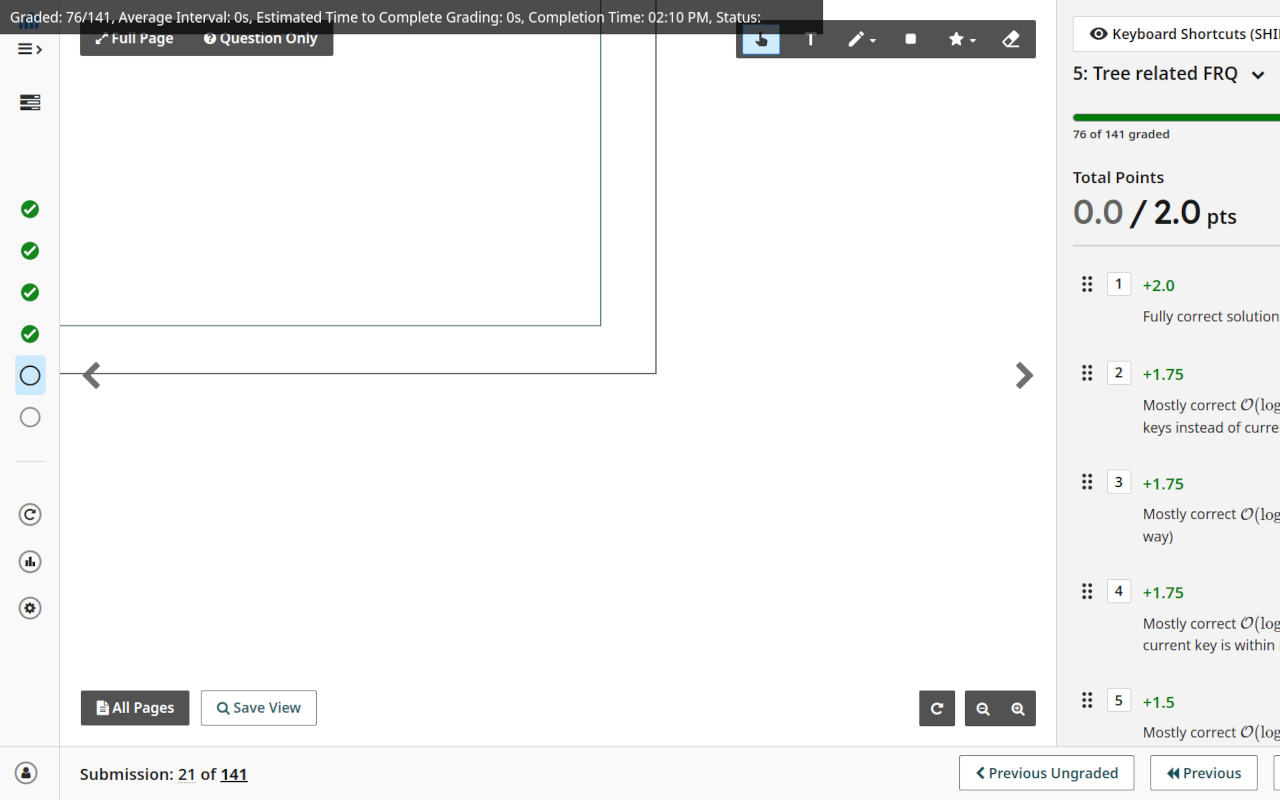 Graded: 76/141, Average Interval: 0s, Estimated Time to Complete Grading: 0s, Completion Time: 02:10 PM, Status:
Full Page
Question Only
T
Keyboard Shortcuts (SHI
5: Tree related FRQ
76 of 141 graded
Total Points
0.0 / 2.0 pts
1
+2.0
Fully correct solution
2
+1.75
Mostly correct O(log
keys instead of curre
3
+1.75
Mostly correct O(log
way)
4
+1.75
Mostly correct O(log
current key is within
5
+1.5
Mostly correct O(log
All Pages
Save View
Submission: 21 of 141
Previous Ungraded
Previous